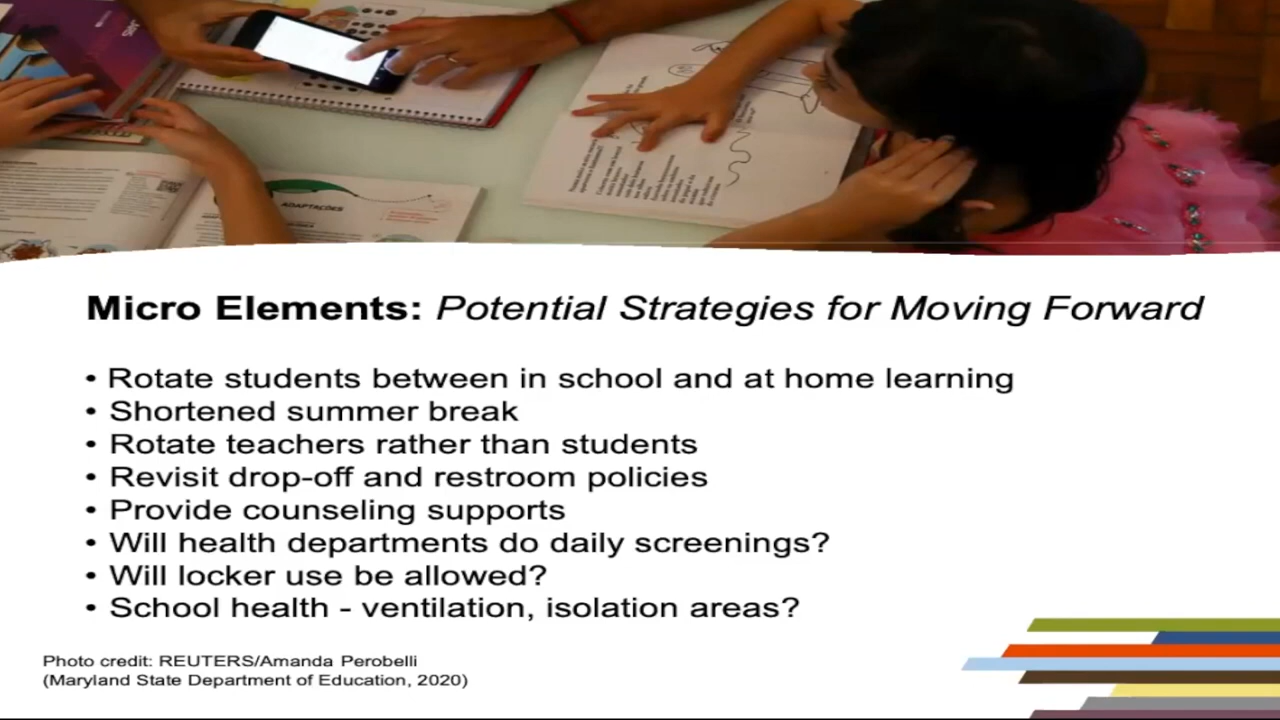 ADAPTAÇÕES
Micro Elements: Potential Strategies for Moving Forward
• Rotate students between in school and at home learning
• Shortened summer break
• Rotate teachers rather than students
• Revisit drop-off and restroom policies
• Provide counseling supports
• Will health departments do daily screenings?
• Will locker use be allowed?
• School health - ventilation, isolation areas?
Photo credit: REUTERS/Amanda Perobelli
(Maryland State Department of Education, 2020)